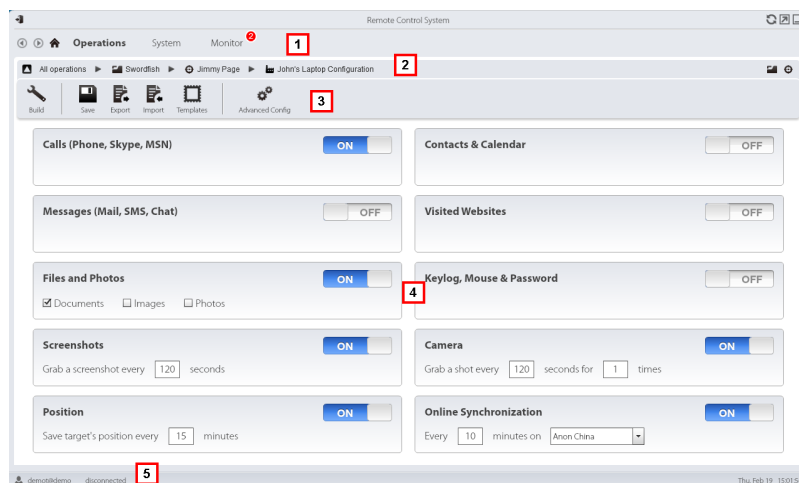 Remote Control System
Operations System Monitor 2 1
All operations Swordfish Jimmy Page John's Laptop Configuration 2
Build Save Export Import Templates Advanced Config 3
Calls (Phone, Skype, MSN) ON Contacts & Calendar OFF
Messages (Mail, SMS, Chat) OFF Visited Websites OFF
Files and Photos ON Keylog, Mouse & Password OFF
4
Documents Images Photos
Screenshots ON Camera ON
Grab a screenshot every 120 seconds Grab a shot every 120 seconds for 1 times
Position ON Online Synchronization ON
Save target's position every 15 minutes Every 10 minutes on Anon China
5
disconnected Thu, Feb 19